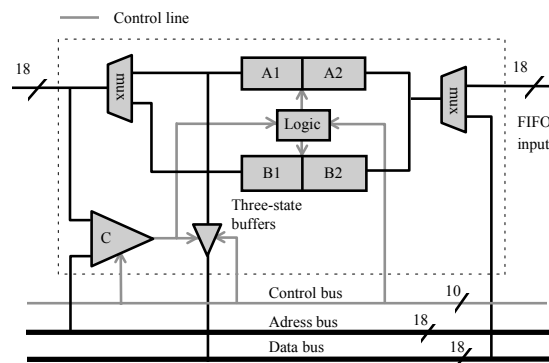 Control line
18
mux
A1
A2
mux
18
Logic
FIFO
input
B1
B2
Three-state
buffers
C
Control bus
10
Adress bus
18
Data bus
18